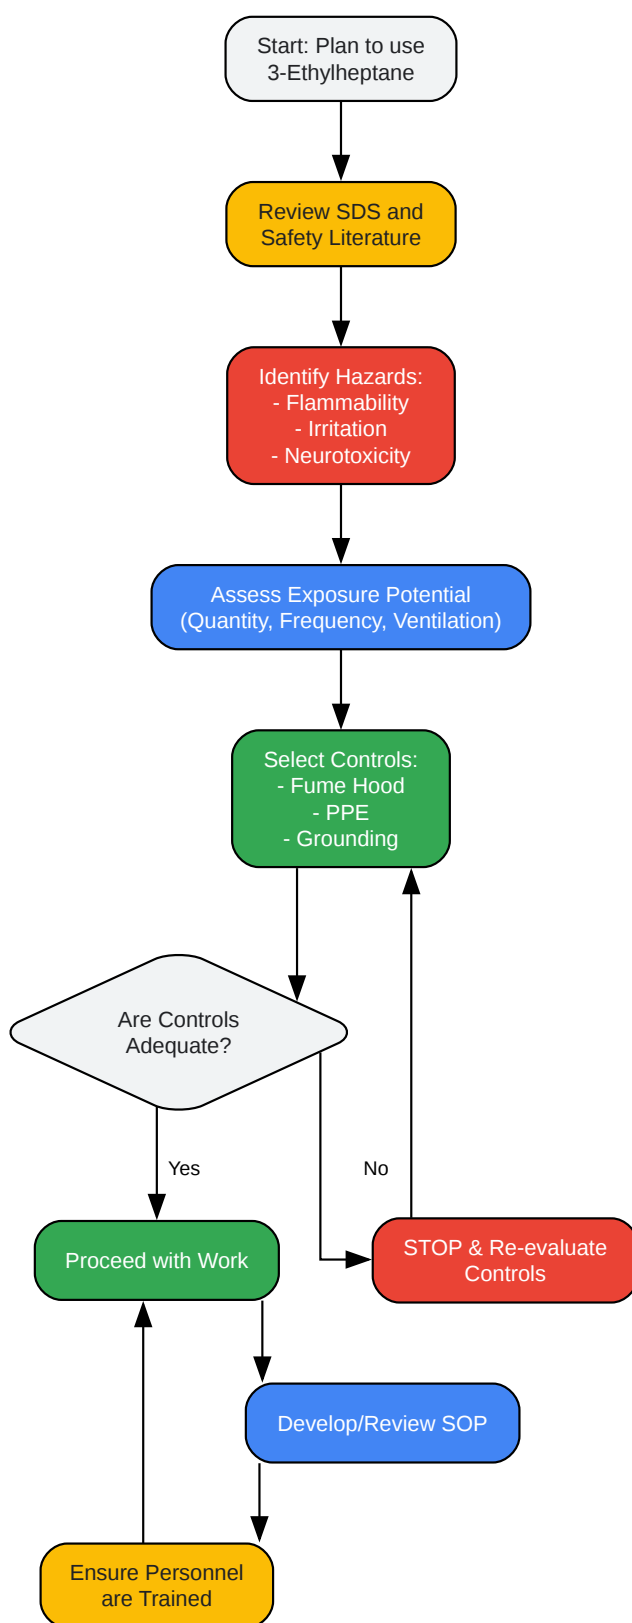 Start: Plan to use
3-Ethylheptane
Review SDS and
Safety Literature
Identify Hazards:
- Flammability
- Irritation
- Neurotoxicity
Assess Exposure Potential
(Quantity, Frequency, Ventilation)
Select Controls:
- Fume Hood
- PPE
- Grounding
Are Controls
Adequate?
Yes
No
Proceed with Work
STOP & Re-evaluate
Controls
Develop/Review SOP
Ensure Personnel
are Trained